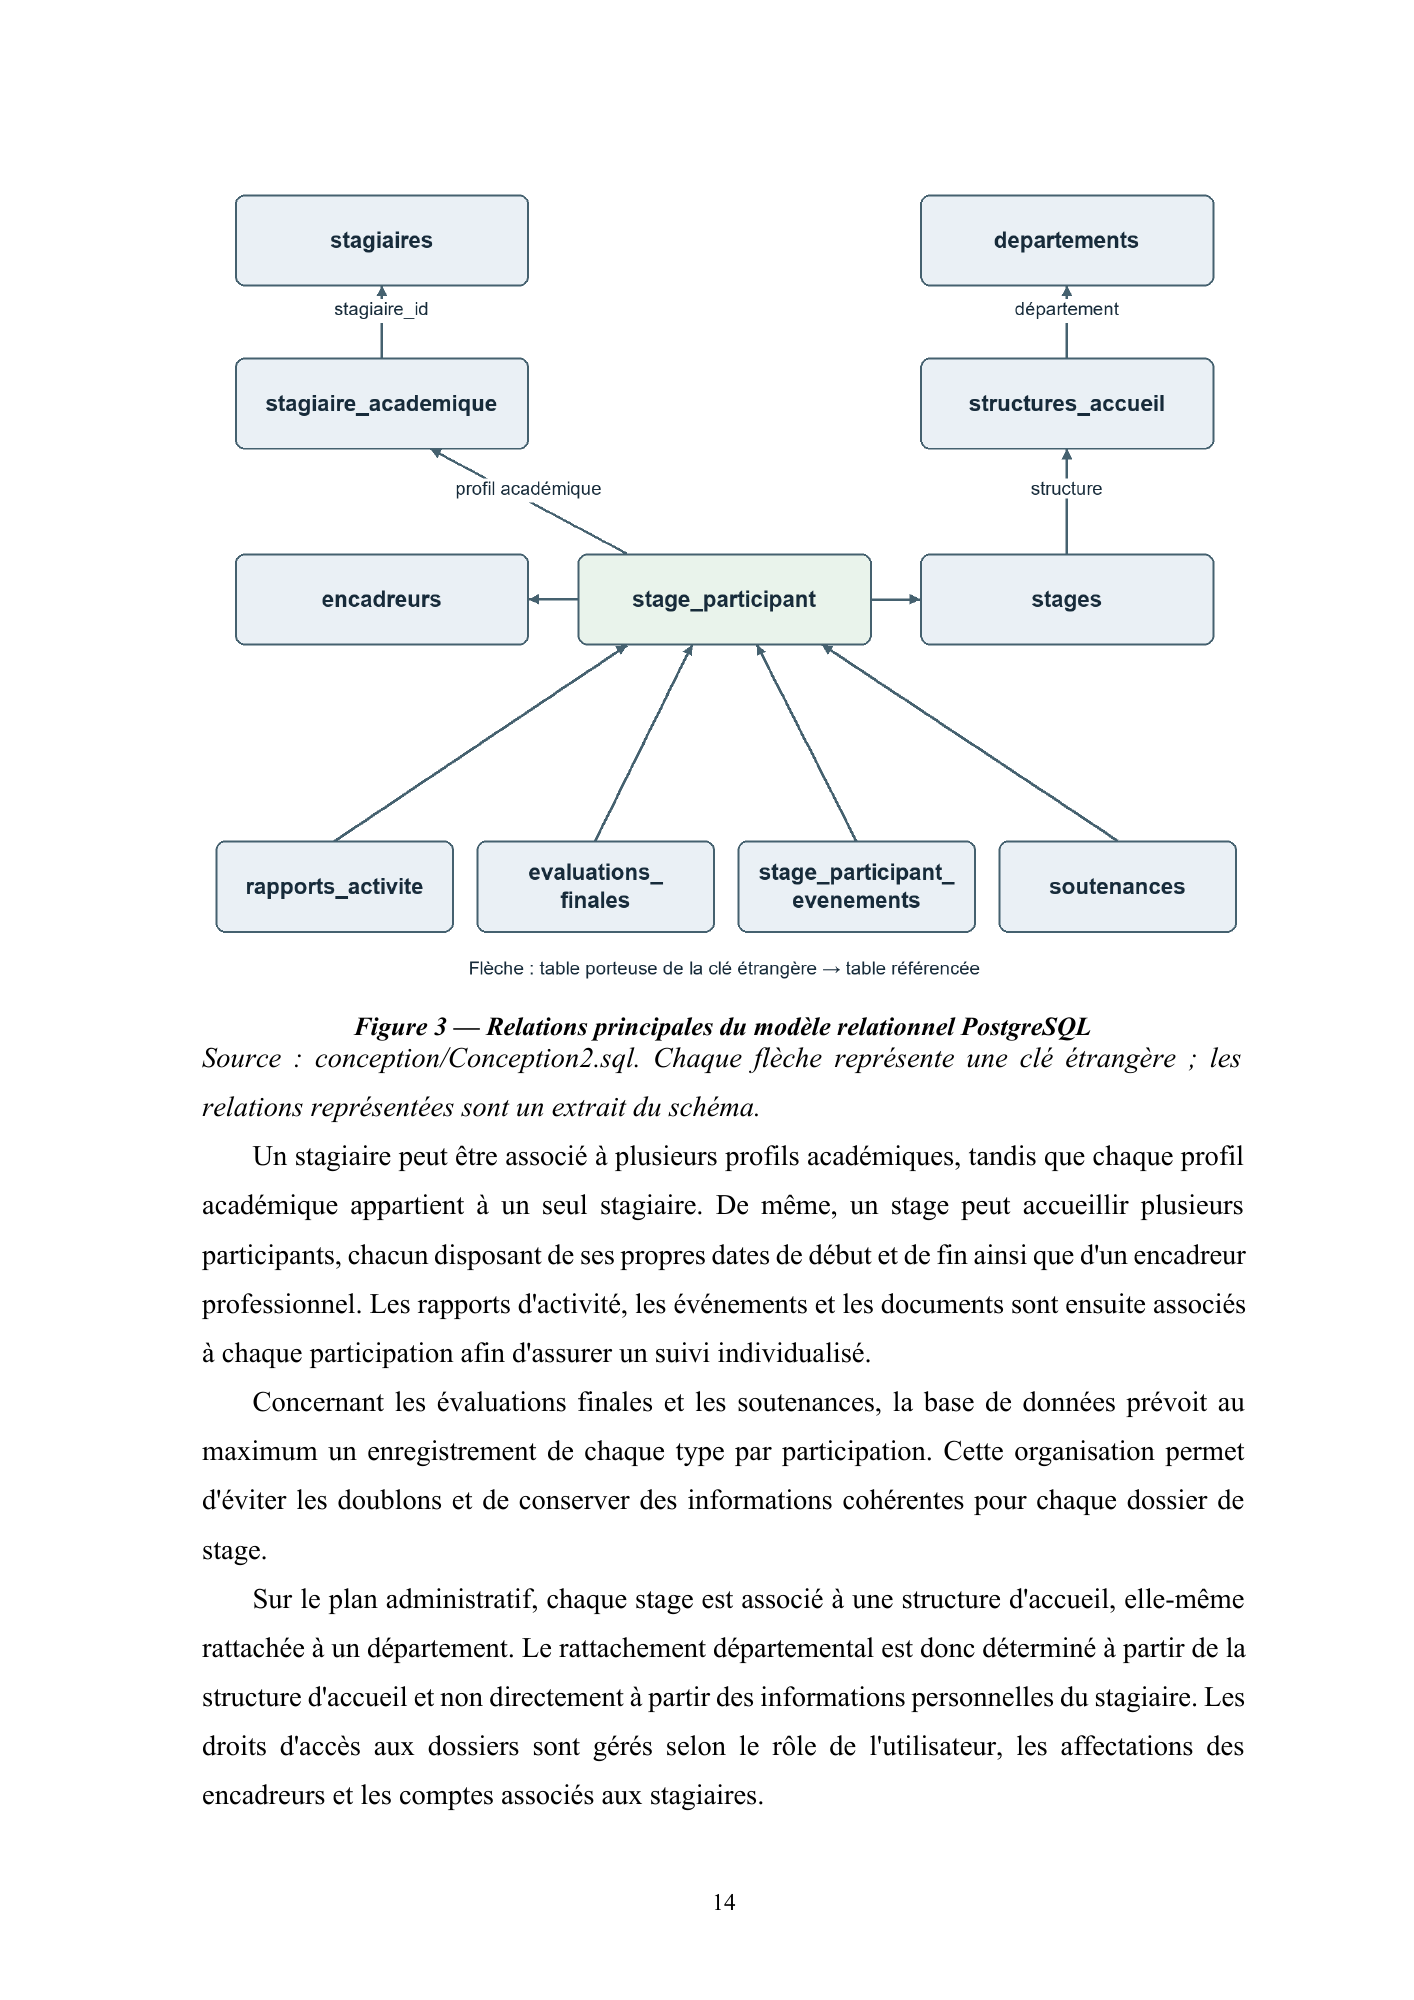 stagiaires
departements
stagiaire_id
département
stagiaire_academique
structures_accueil
profil académique
structure
encadreurs
stage_participant
stages
rapports_activite
evaluations_
finales
stage_participant_
evenements
soutenances
Flèche : table porteuse de la clé étrangère → table référencée
Figure 3 — Relations principales du modèle relationnel PostgreSQL
Source : conception/Conception2.sql. Chaque flèche représente une clé étrangère ; les
relations représentées sont un extrait du schéma.
Un stagiaire peut être associé à plusieurs profils académiques, tandis que chaque profil
académique appartient à un seul stagiaire. De même, un stage peut accueillir plusieurs
participants, chacun disposant de ses propres dates de début et de fin ainsi que d'un encadreur
professionnel. Les rapports d'activité, les événements et les documents sont ensuite associés
à chaque participation afin d'assurer un suivi individualisé.
Concernant les évaluations finales et les soutenances, la base de données prévoit au
maximum un enregistrement de chaque type par participation. Cette organisation permet
d'éviter les doublons et de conserver des informations cohérentes pour chaque dossier de
stage.
Sur le plan administratif, chaque stage est associé à une structure d'accueil, elle-même
rattachée à un département. Le rattachement départemental est donc déterminé à partir de la
structure d'accueil et non directement à partir des informations personnelles du stagiaire. Les
droits d'accès aux dossiers sont gérés selon le rôle de l'utilisateur, les affectations des
encadreurs et les comptes associés aux stagiaires.
14